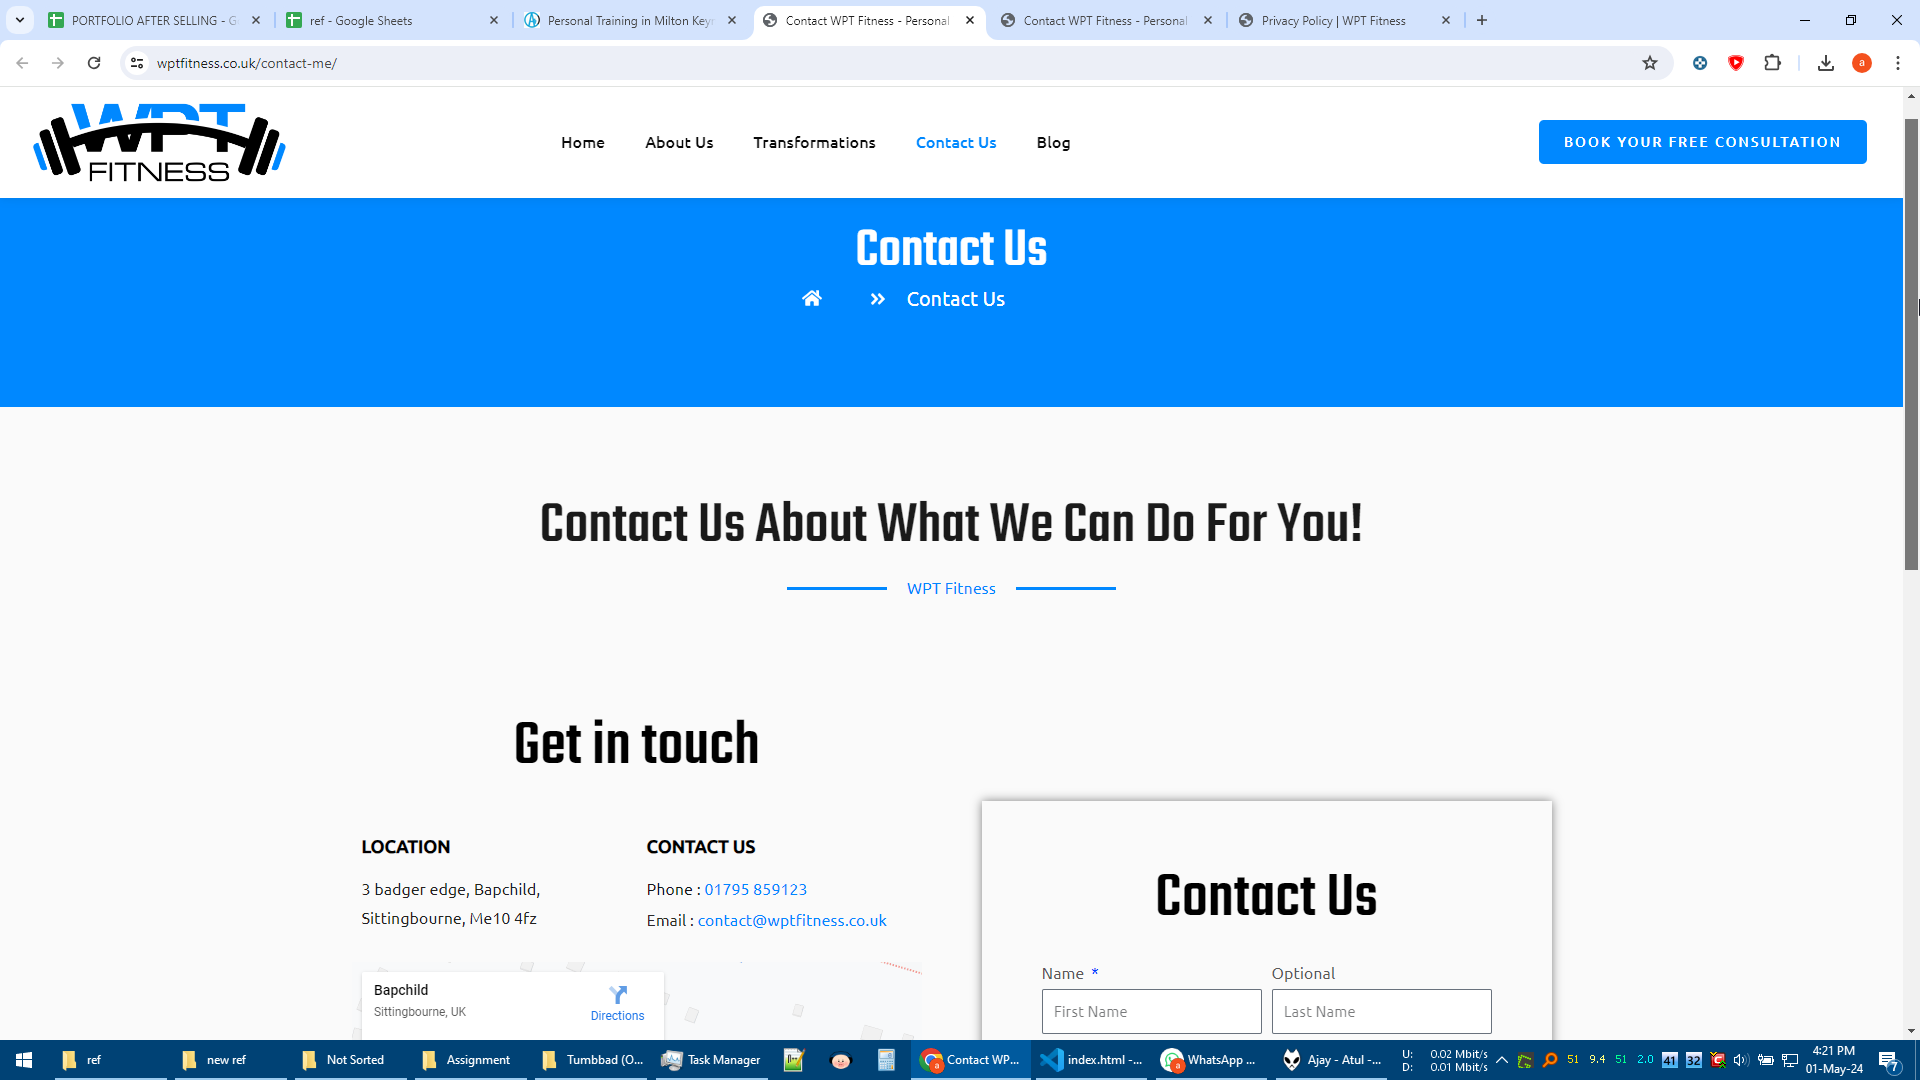 PORTFOLIO AFTER SELLING - G
ref - Google Sheets
Personal Training in Milton Keyn
Contact WPT Fitness - Personal
Contact WPT Fitness - Personal
Privacy Policy | WPT Fitness
wptfitness.co.uk/contact-me/
a
WPT
FITNESS
Home
About Us
Transformations
Contact Us
Blog
BOOK YOUR FREE CONSULTATION
Contact Us
Contact Us
Contact Us About What We Can Do For You!
WPT Fitness
Get in touch
LOCATION
3 badger edge, Bapchild,
Sittingbourne, Me10 4fz
CONTACT US
Phone : 01795 859123
Email : contact@wptfitness.co.uk
Bapchild
Sittingbourne, UK
Directions
Contact Us
Name *
Optional
First Name
Last Name
ref
new ref
Not Sorted
Assignment
Tumbbad (O...
Task Manager
Contact WP...
index.html -...
WhatsApp ...
Ajay - Atul -...
U: 0.02 Mbit/s
D: 0.01 Mbit/s
51 9.4 51 2.0 41 32
4:21 PM
01-May-24
7